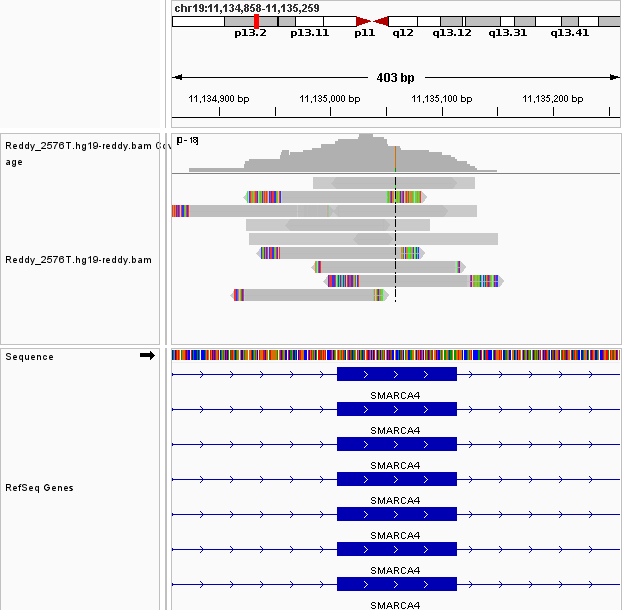 chr19:11,134,858-11,135,259
p13.2 p13.11 p11 q12 q13.12 q13.31 q13.41
403 bp
11,134,900 bp 11,135,000 bp 11,135,100 bp 11,135,200 bp
Reddy_2576T.hg19-reddy.bam Cov
age
[0 - 18]
Reddy_2576T.hg19-reddy.bam
Sequence
SMARCA4
SMARCA4
SMARCA4
RefSeq Genes
SMARCA4
SMARCA4
SMARCA4
SMARCA4